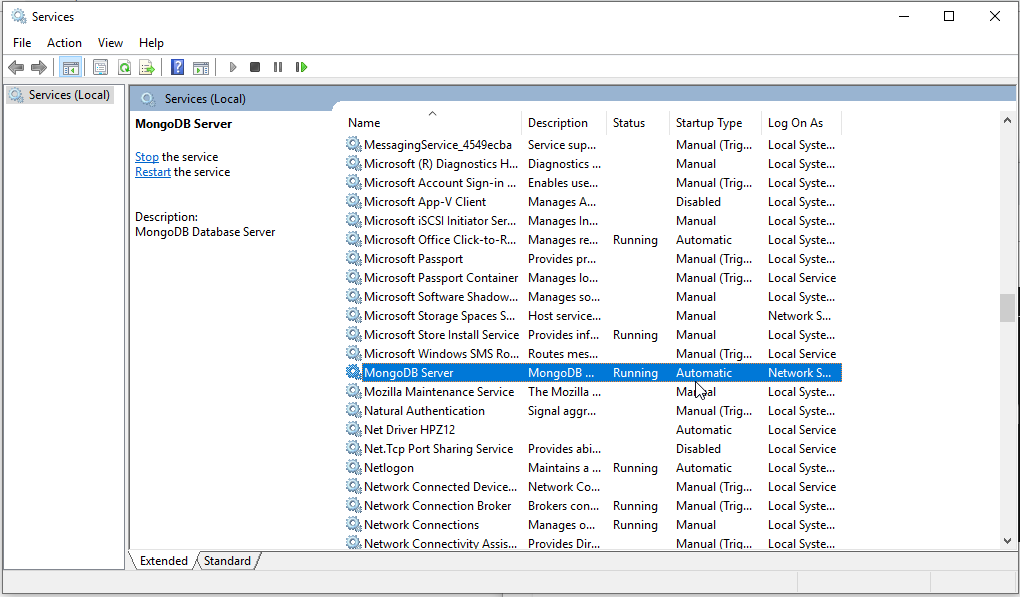 Services
File Action View Help
Services (Local)
Services (Local)
MongoDB Server
Stop the service
Restart the service
Description:
MongoDB Database Server
Name Description Status Startup Type Log On As
MessagingService_4549ecba Service sup... Manual (Trig... Local Syste...
Microsoft (R) Diagnostics H... Diagnostics ... Manual Local Syste...
Microsoft Account Sign-in ... Enables use... Manual (Trig... Local Syste...
Microsoft App-V Client Manages A... Disabled Local Syste...
Microsoft iSCSI Initiator Ser... Manages In... Manual Local Syste...
Microsoft Office Click-to-R... Manages re... Running Automatic Local Syste...
Microsoft Passport Provides pr... Manual (Trig... Local Syste...
Microsoft Passport Container Manages lo... Manual (Trig... Local Service
Microsoft Software Shadow... Manages so... Manual Local Syste...
Microsoft Storage Spaces S... Host service... Manual Network S...
Microsoft Store Install Service Provides inf... Running Manual Local Syste...
Microsoft Windows SMS Ro... Routes mes... Manual (Trig... Local Service
MongoDB Server MongoDB ... Running Automatic Network S...
Mozilla Maintenance Service The Mozilla ... Manual Local Syste...
Natural Authentication Signal aggr... Manual (Trig... Local Syste...
Net Driver HPZ12 Automatic Local Service
Net.Tcp Port Sharing Service Provides abi... Disabled Local Service
Netlogon Maintains a ... Running Automatic Local Syste...
Network Connected Device... Network Co... Manual (Trig... Local Service
Network Connection Broker Brokers con... Running Manual (Trig... Local Syste...
Network Connections Manages o... Running Manual Local Syste...
Network Connectivity Assis... Provides Dir... Manual (Trig... Local Syste...
Extended Standard